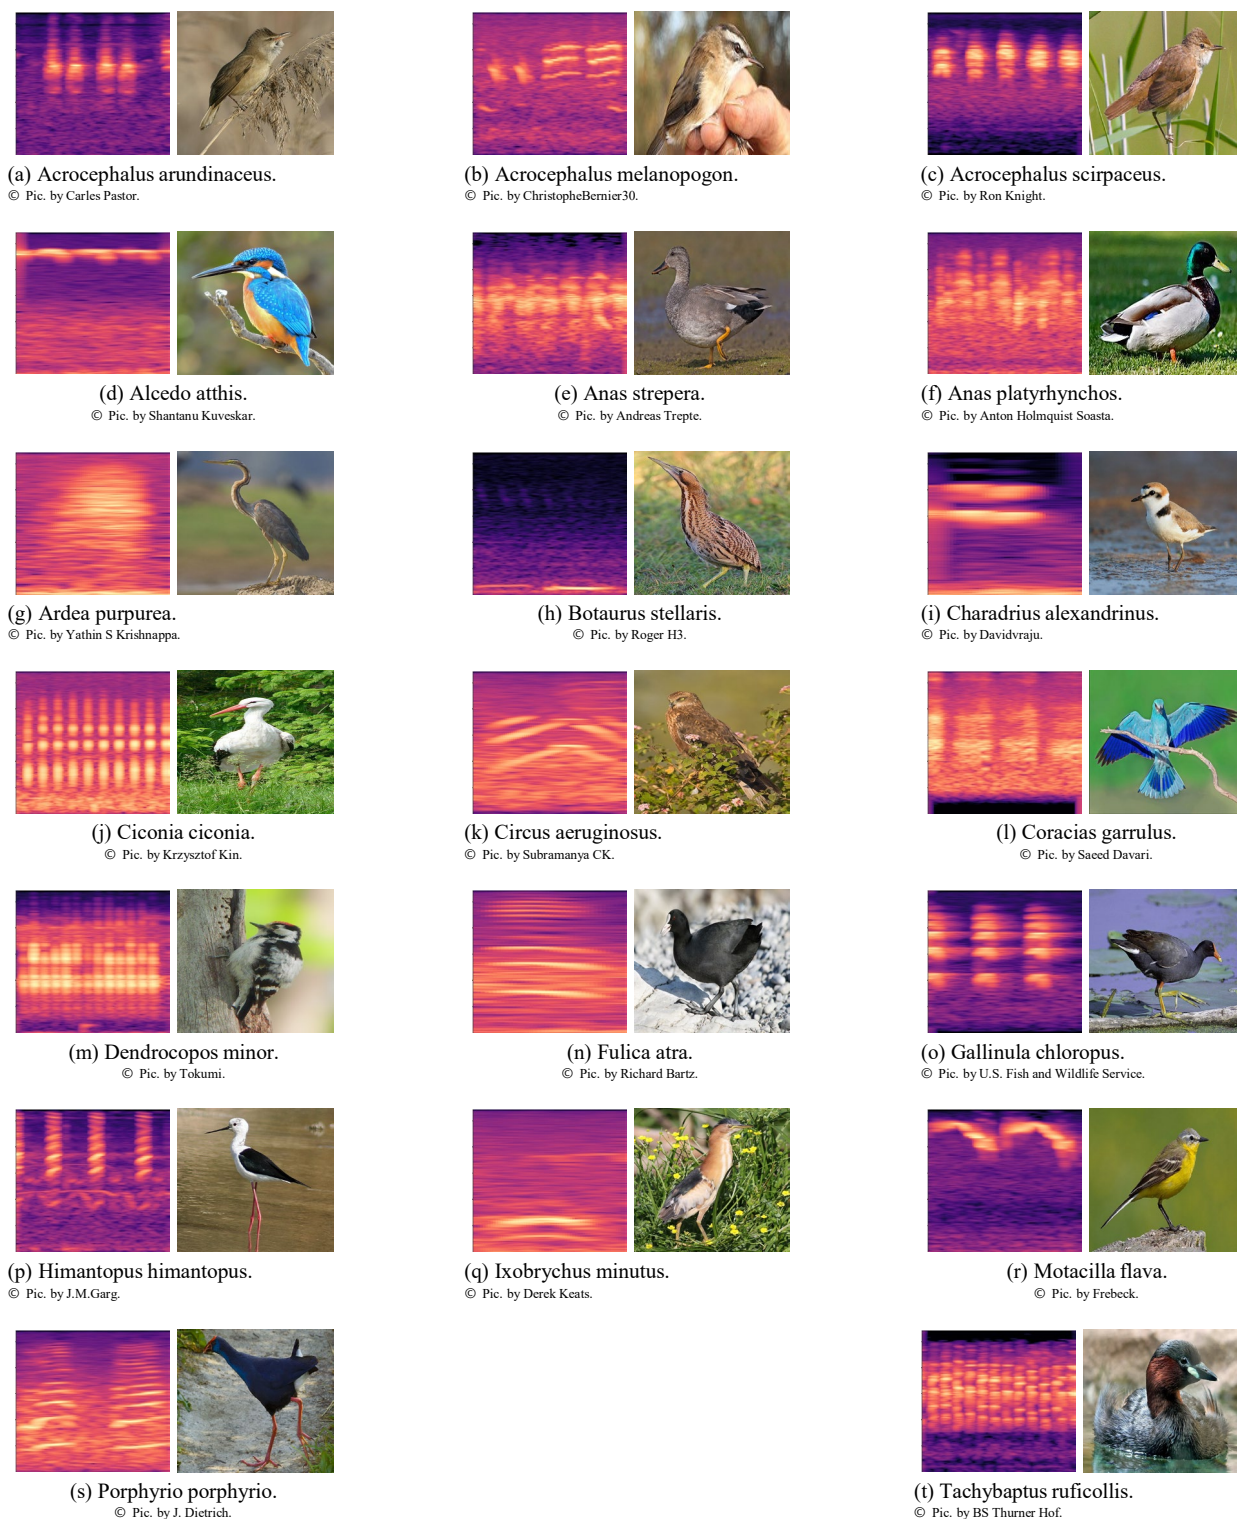 (a) Acrocephalus arundinaceus.
© Pic. by Carles Pastor.
(b) Acrocephalus melanopogon.
© Pic. by ChristopheBernier30.
(c) Acrocephalus scirpaceus.
© Pic. by Ron Knight.
(d) Alcedo atthis.
© Pic. by Shantanu Kuveskar.
(e) Anas strepera.
© Pic. by Andreas Trepte.
(f) Anas platyrhynchos.
© Pic. by Anton Holmquist Soasta.
(g) Ardea purpurea.
© Pic. by Yathin S Krishnappa.
(h) Botaurus stellaris.
© Pic. by Roger H3.
(i) Charadrius alexandrinus.
© Pic. by Davidvraju.
(j) Ciconia ciconia.
© Pic. by Krzysztof Kin.
(k) Circus aeruginosus.
© Pic. by Subramanya CK.
(l) Coracias garrulus.
© Pic. by Saeed Davari.
(m) Dendrocopos minor.
© Pic. by Tokumi.
(n) Fulica atra.
© Pic. by Richard Bartz.
(o) Gallinula chloropus.
© Pic. by U.S. Fish and Wildlife Service.
(p) Himantopus himantopus.
© Pic. by J.M.Garg.
(q) Ixobrychus minutus.
© Pic. by Derek Keats.
(r) Motacilla flava.
© Pic. by Frebeck.
(s) Porphyrio porphyrio.
© Pic. by J. Dietrich.
(t) Tachybaptus ruficollis.
© Pic. by BS Thurner Hof.